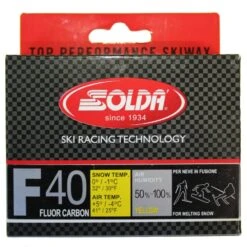 TOP PERFORMANCE SKIWAX
SOLDA
since 1934
SKI RACING TECHNOLOGY
F40
FLUOR CARBON
SNOW TEMP.
0° / -1°C
32° / 30°F
AIR TEMP.
+5° / -4°C
41° / 25°F
AIR
HUMIDITY
50%-100%
YELLOW
PER NEVE IN FUSIONE
FOR MELTING SNOW